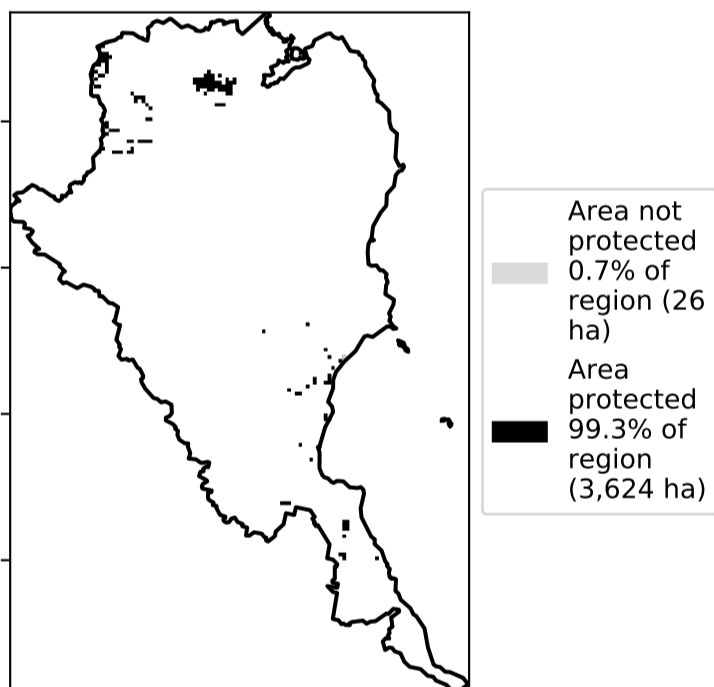 Area not
protected
0.7% of
region (26
ha)
Area
protected
99.3% of
region
(3,624 ha)